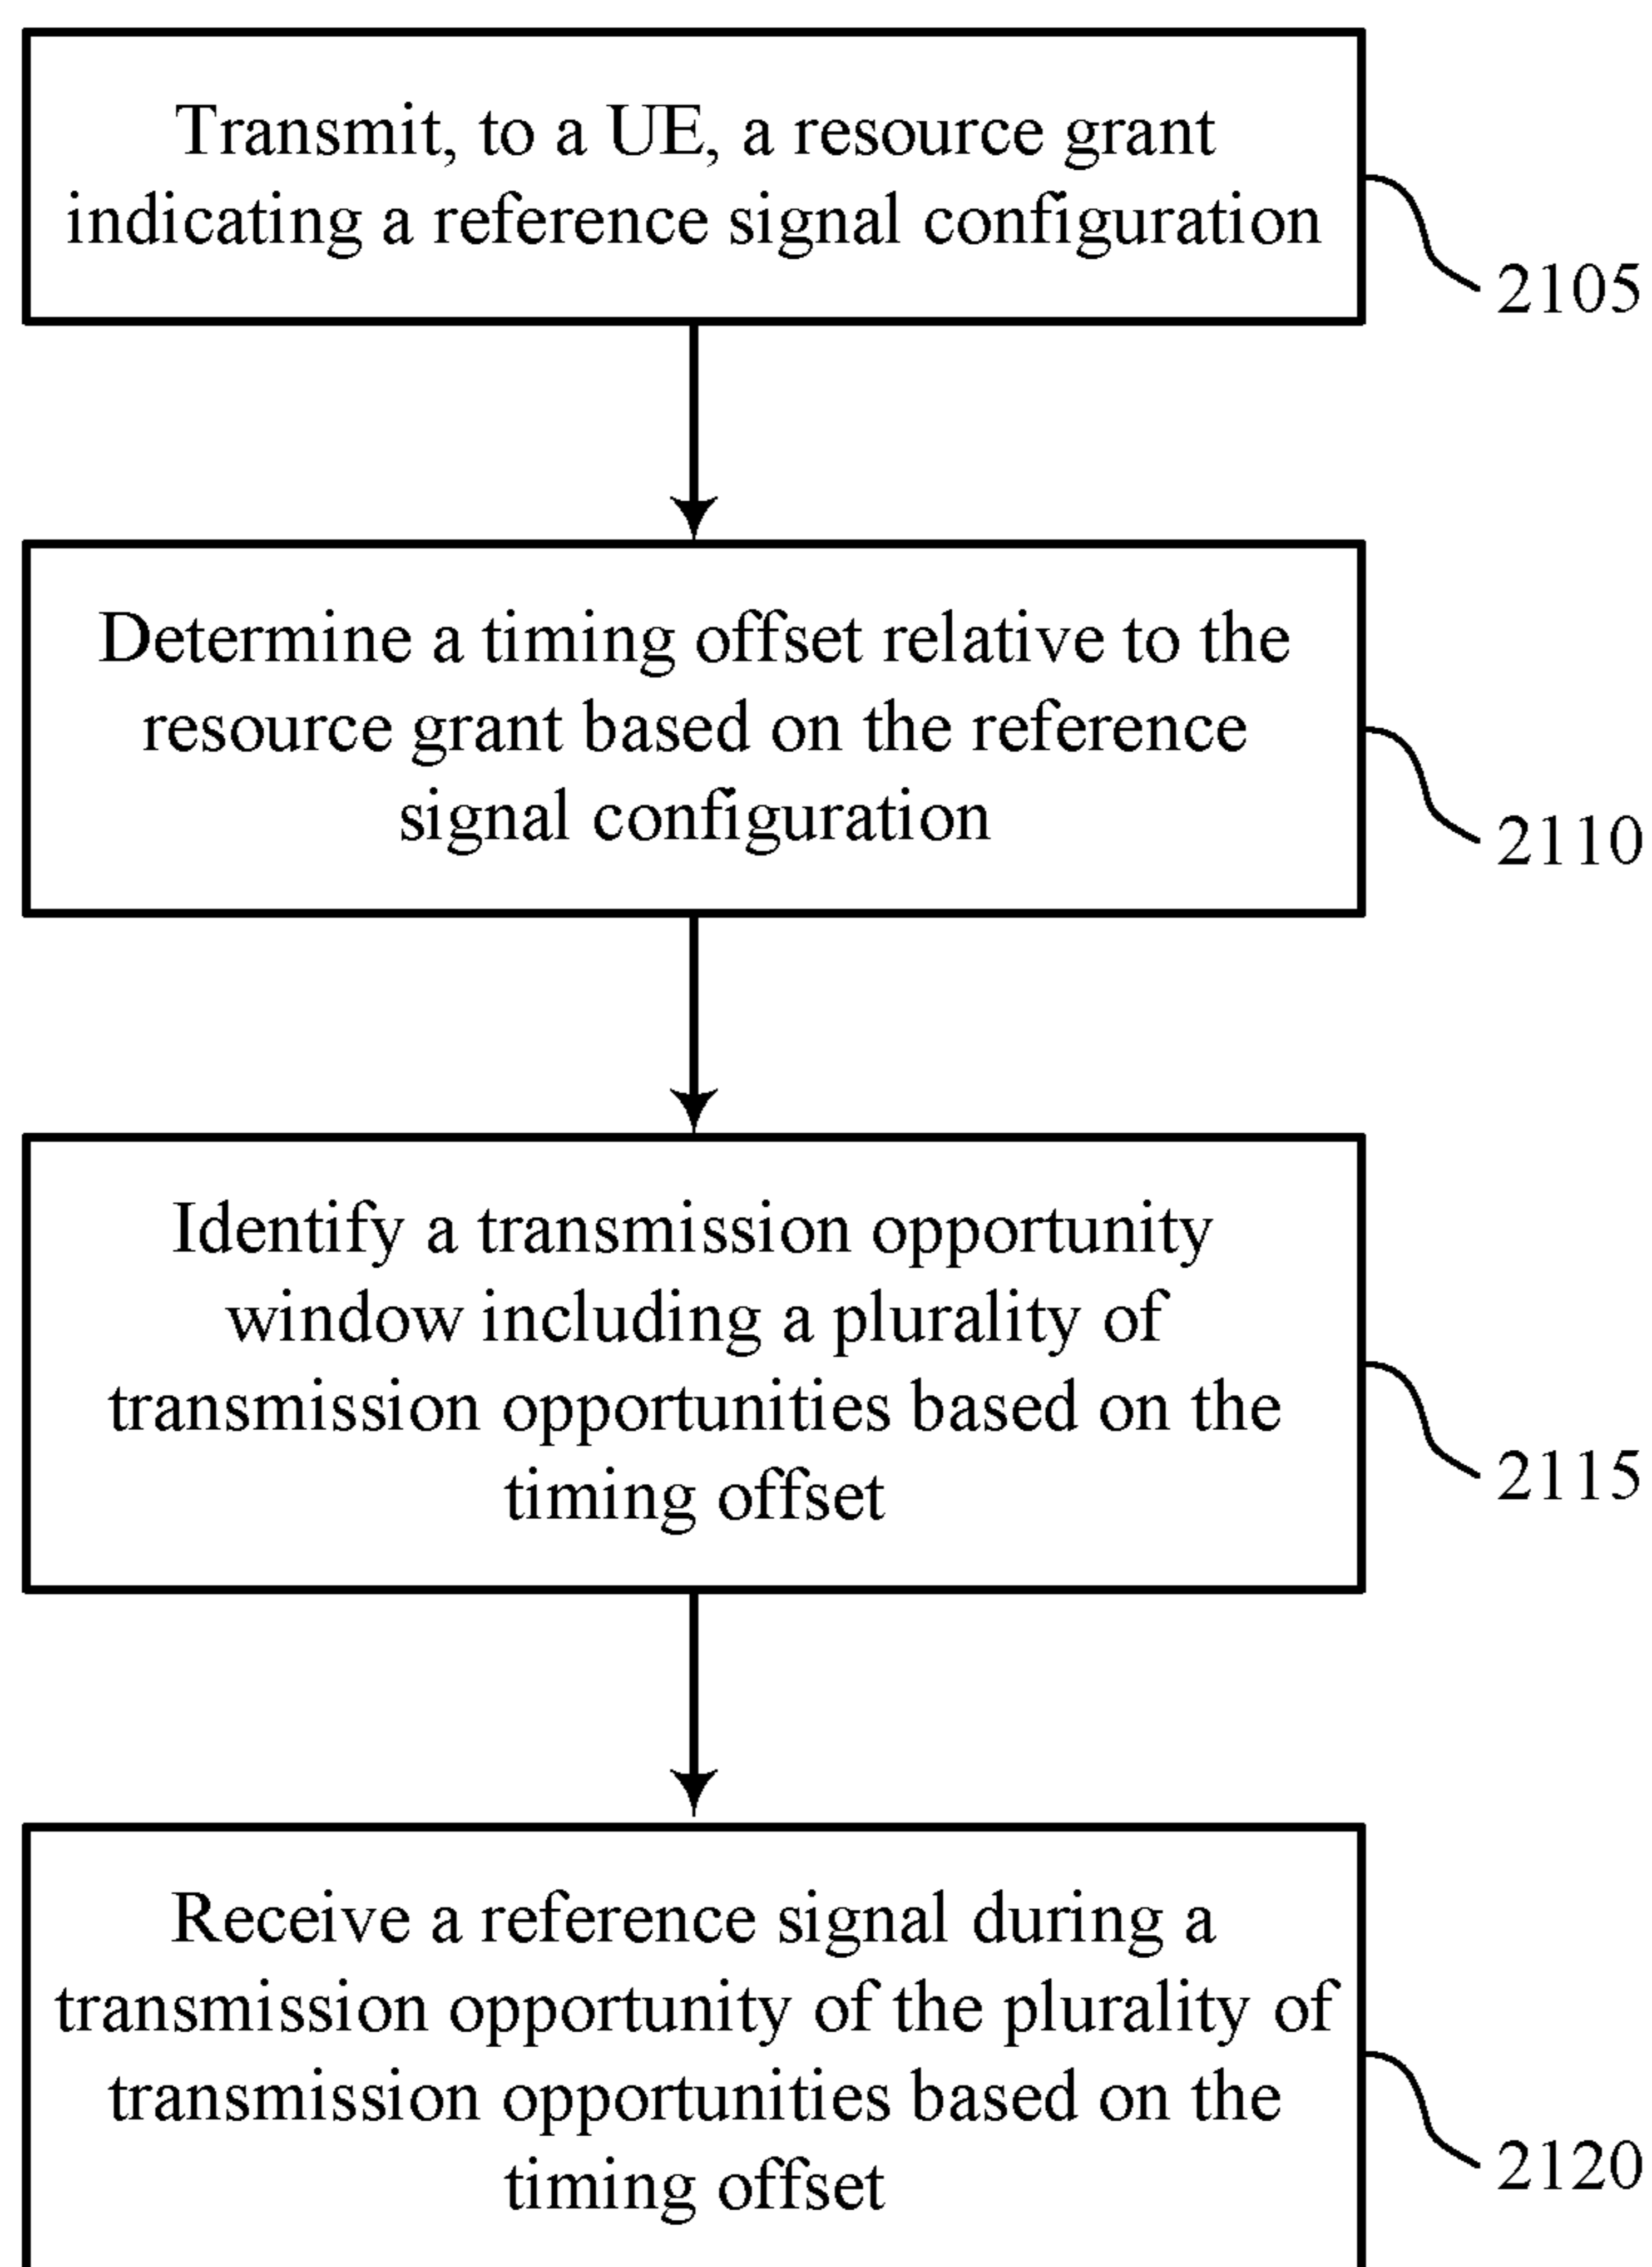 Transmit, to a UE, a resource grant
indicating a reference signal configuration
2105
Determine a timing offset relative to the
resource grant based on the reference
signal configuration
2110
Identify a transmission opportunity
window including a plurality of
transmission opportunities based on the
timing offset
2115
Receive a reference signal during a
transmission opportunity of the plurality of
transmission opportunities based on the
timing offset
2120